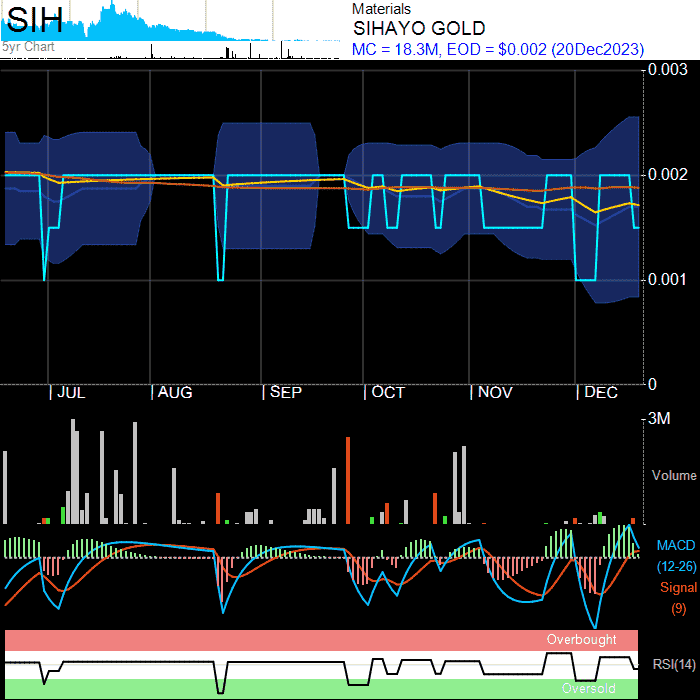 SIH
5yr Chart
Materials
SIHAYO GOLD
MC = 18.3M, EOD = $0.002 (20Dec2023)
0.003
0.002
0.001
0
JUL AUG SEP OCT NOV DEC
3M
Volume
MACD
(12-26)
Signal
(9)
Overbought
RSI(14)
Oversold